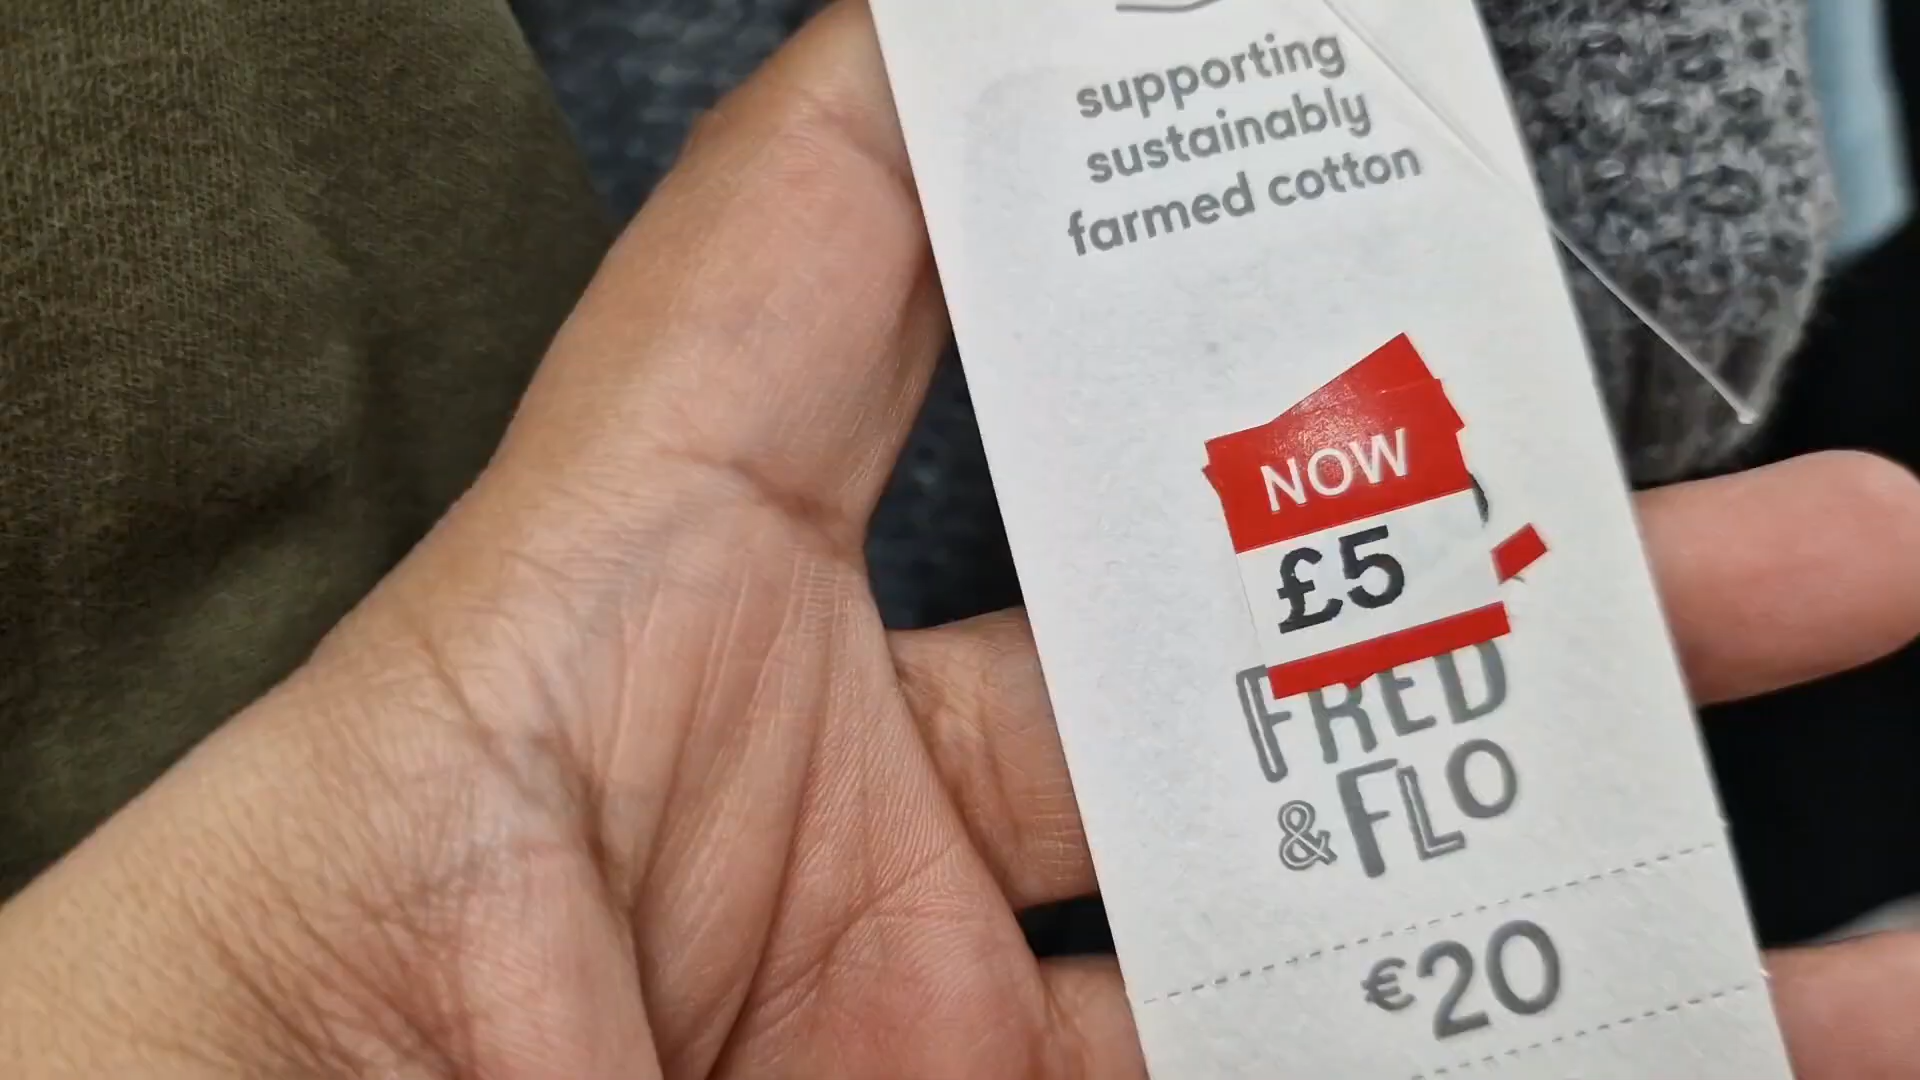 supporting
sustainably
farmed cotton
NOW
£5
FRED
& FLO
€20